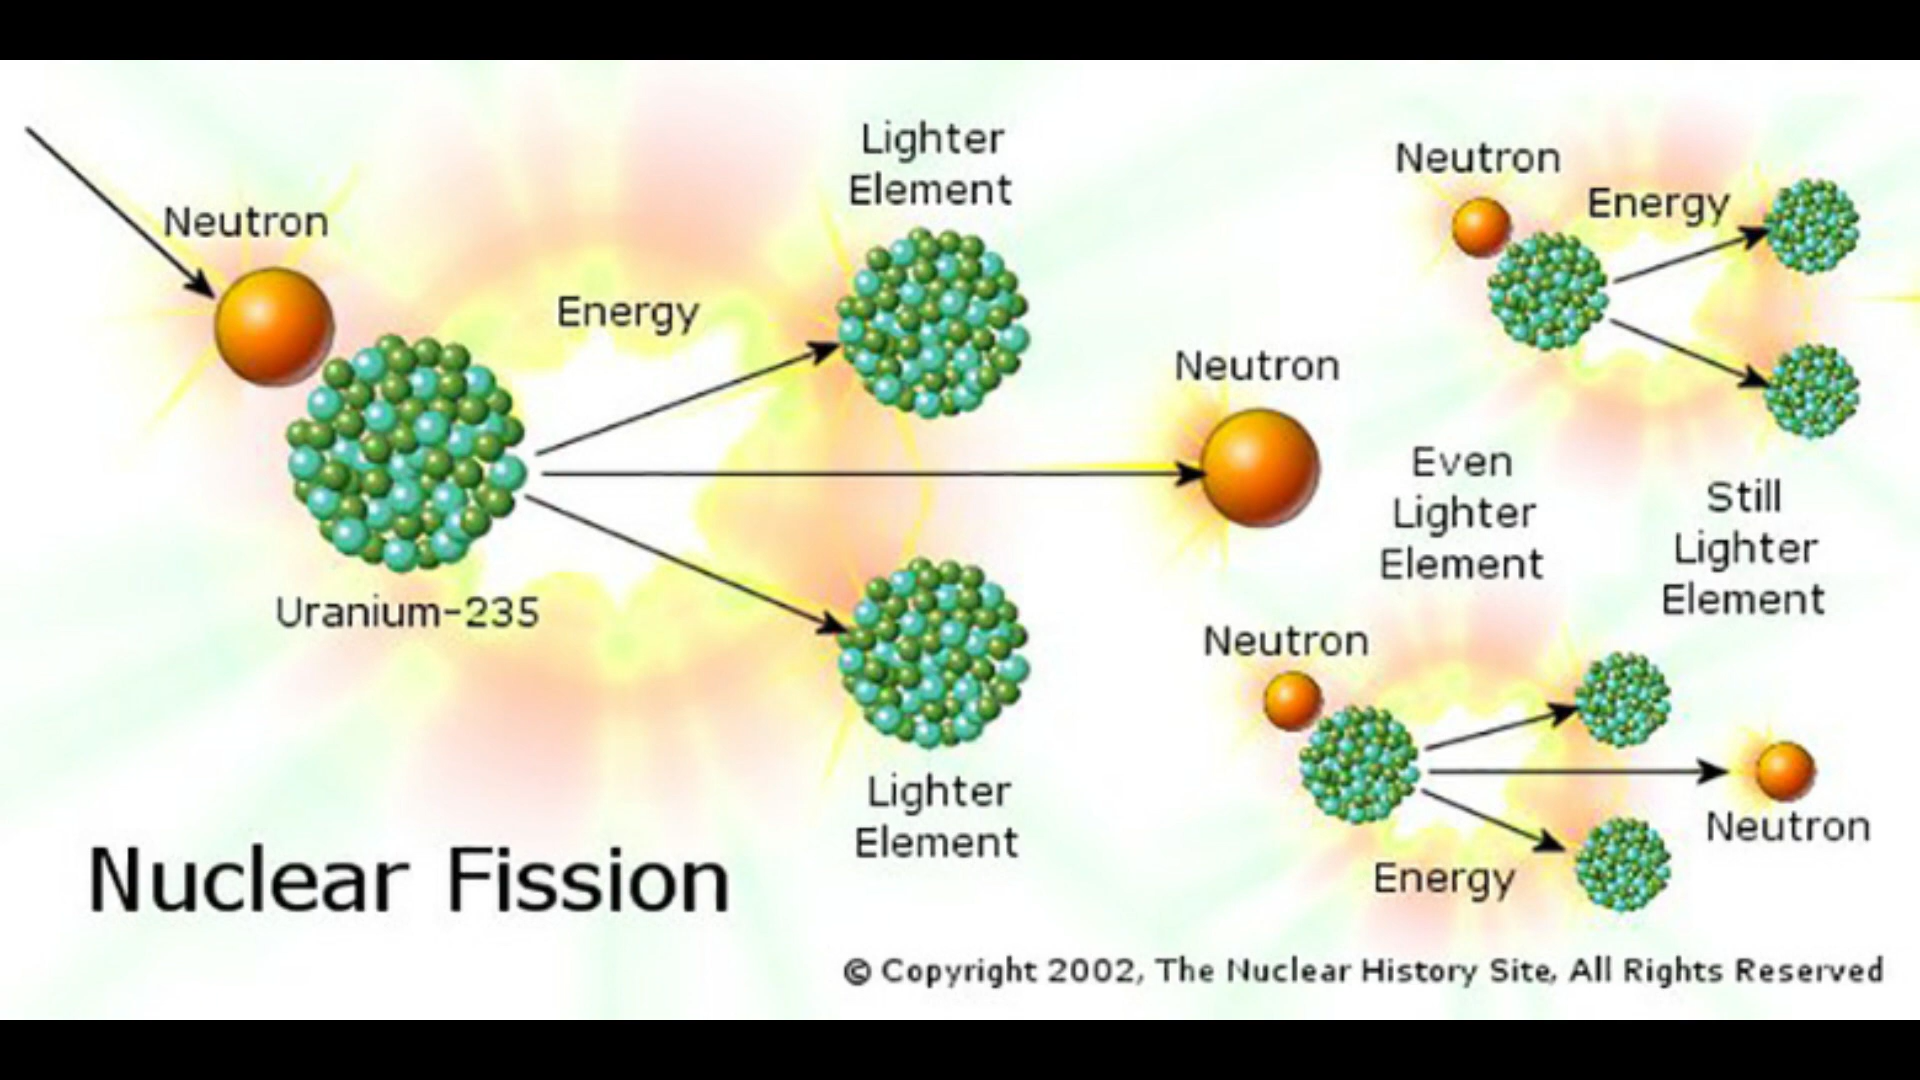 Neutron
Uranium-235
Energy
Lighter
Element
Lighter
Element
Neutron
Neutron
Energy
Even
Lighter
Element
Still
Lighter
Element
Neutron
Energy
Neutron
Nuclear Fission
© Copyright 2002, The Nuclear History Site, All Rights Reserved